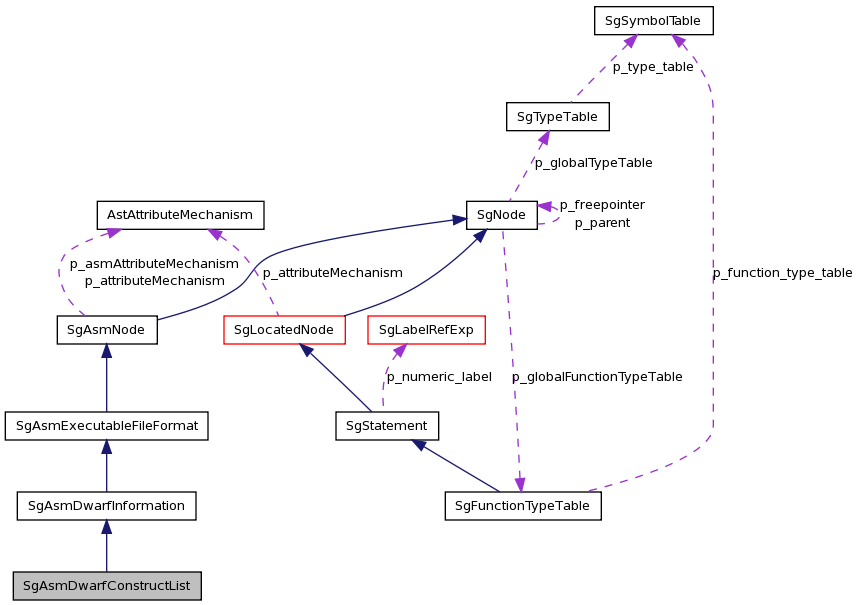 SgSymbolTable
p_type_table
SgTypeTable
p_globalTypeTable
AstAttributeMechanism
SgNode
p_freepointer
p_parent
p_asmAttributeMechanism
p_attributeMechanism
p_attributeMechanism
p_function_type_table
SgAsmNode
SgLocatedNode
SgLabelRefExp
p_numeric_label
p_globalFunctionTypeTable
SgAsmExecutableFileFormat
SgStatement
SgAsmDwarfInformation
SgFunctionTypeTable
SgAsmDwarfConstructList